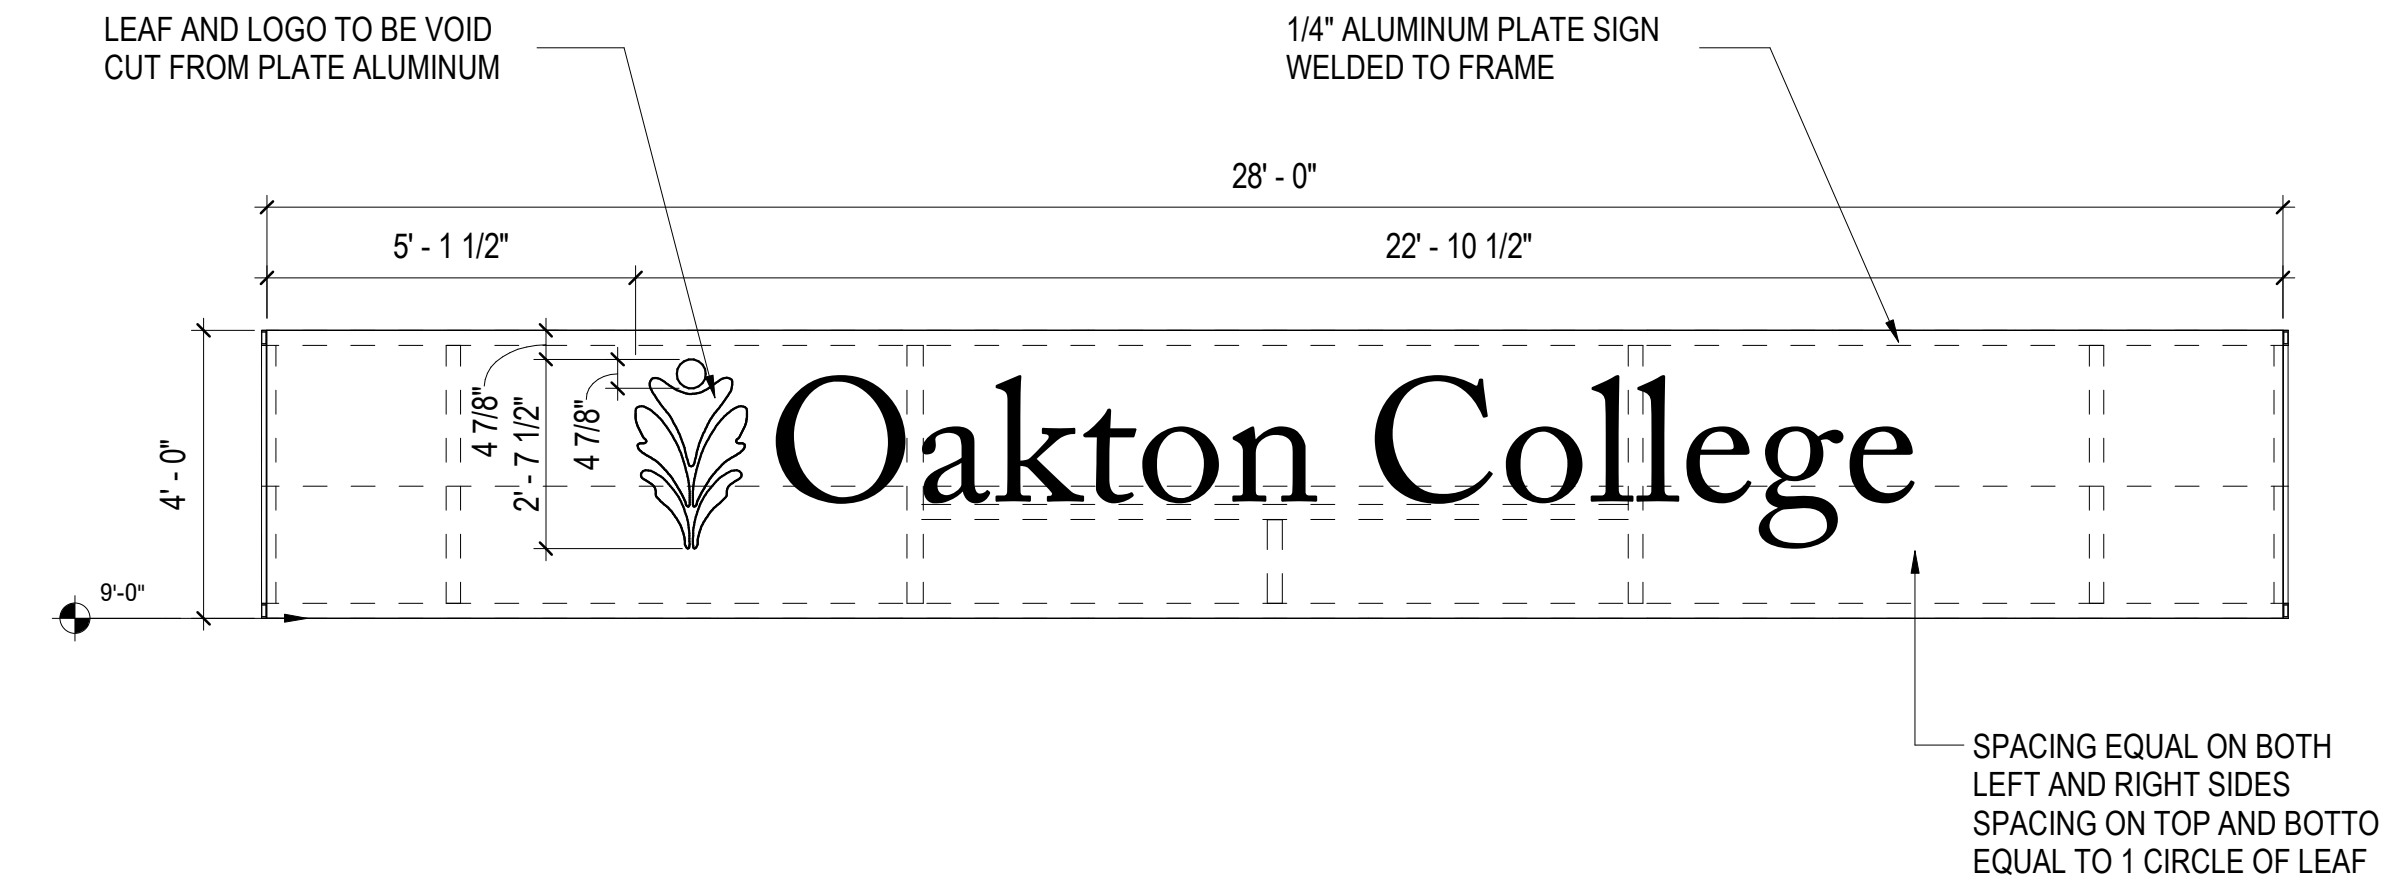 LEAF AND LOGO TO BE VOID
CUT FROM PLATE ALUMINUM
1/4" ALUMINUM PLATE SIGN
WELDED TO FRAME
28' - 0"
5' - 1 1/2"
22' - 10 1/2"
4' - 0"
4 7/8"
2' - 7 1/2"
4 7/8"
Oakton College
9'-0"
SPACING EQUAL ON BOTH
LEFT AND RIGHT SIDES
SPACING ON TOP AND BOTTO
EQUAL TO 1 CIRCLE OF LEAF